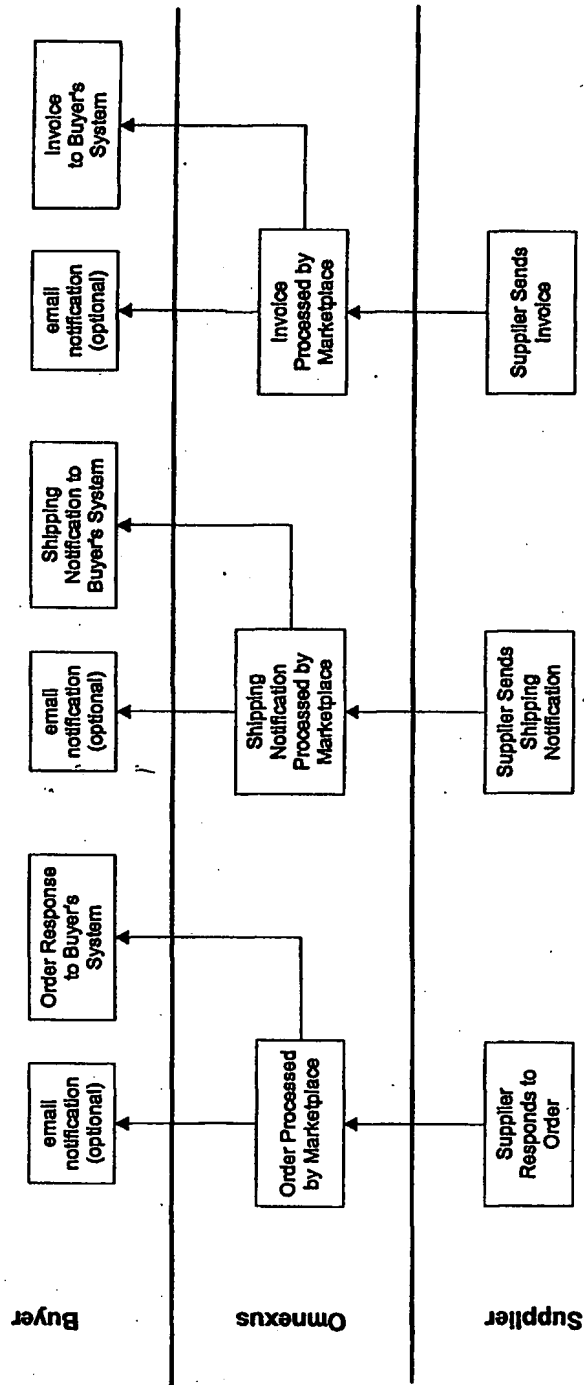 Buyer
email
notification
(optional)
Order Response
to Buyer's
System
email
notification
(optional)
Shipping
Notification to
Buyer's System
email
notification
(optional)
Invoice
to Buyer's
System
Omnexus
Order Processed
by Marketplace
Shipping
Notification
Processed by
Marketplace
Invoice
Processed by
Marketplace
Supplier
Supplier
Responds to
Order
Supplier Sends
Shipping
Notification
Supplier Sends
Invoice